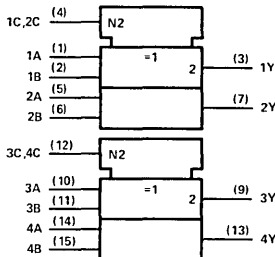 1C,2C (4) N2
1A (1) =1 (3) 1Y
1B (2) 2
2A (5) (7) 2Y
2B (6)
3C,4C (12) N2
3A (10) =1 (9) 3Y
3B (11) 2
4A (14) (13) 4Y
4B (15)